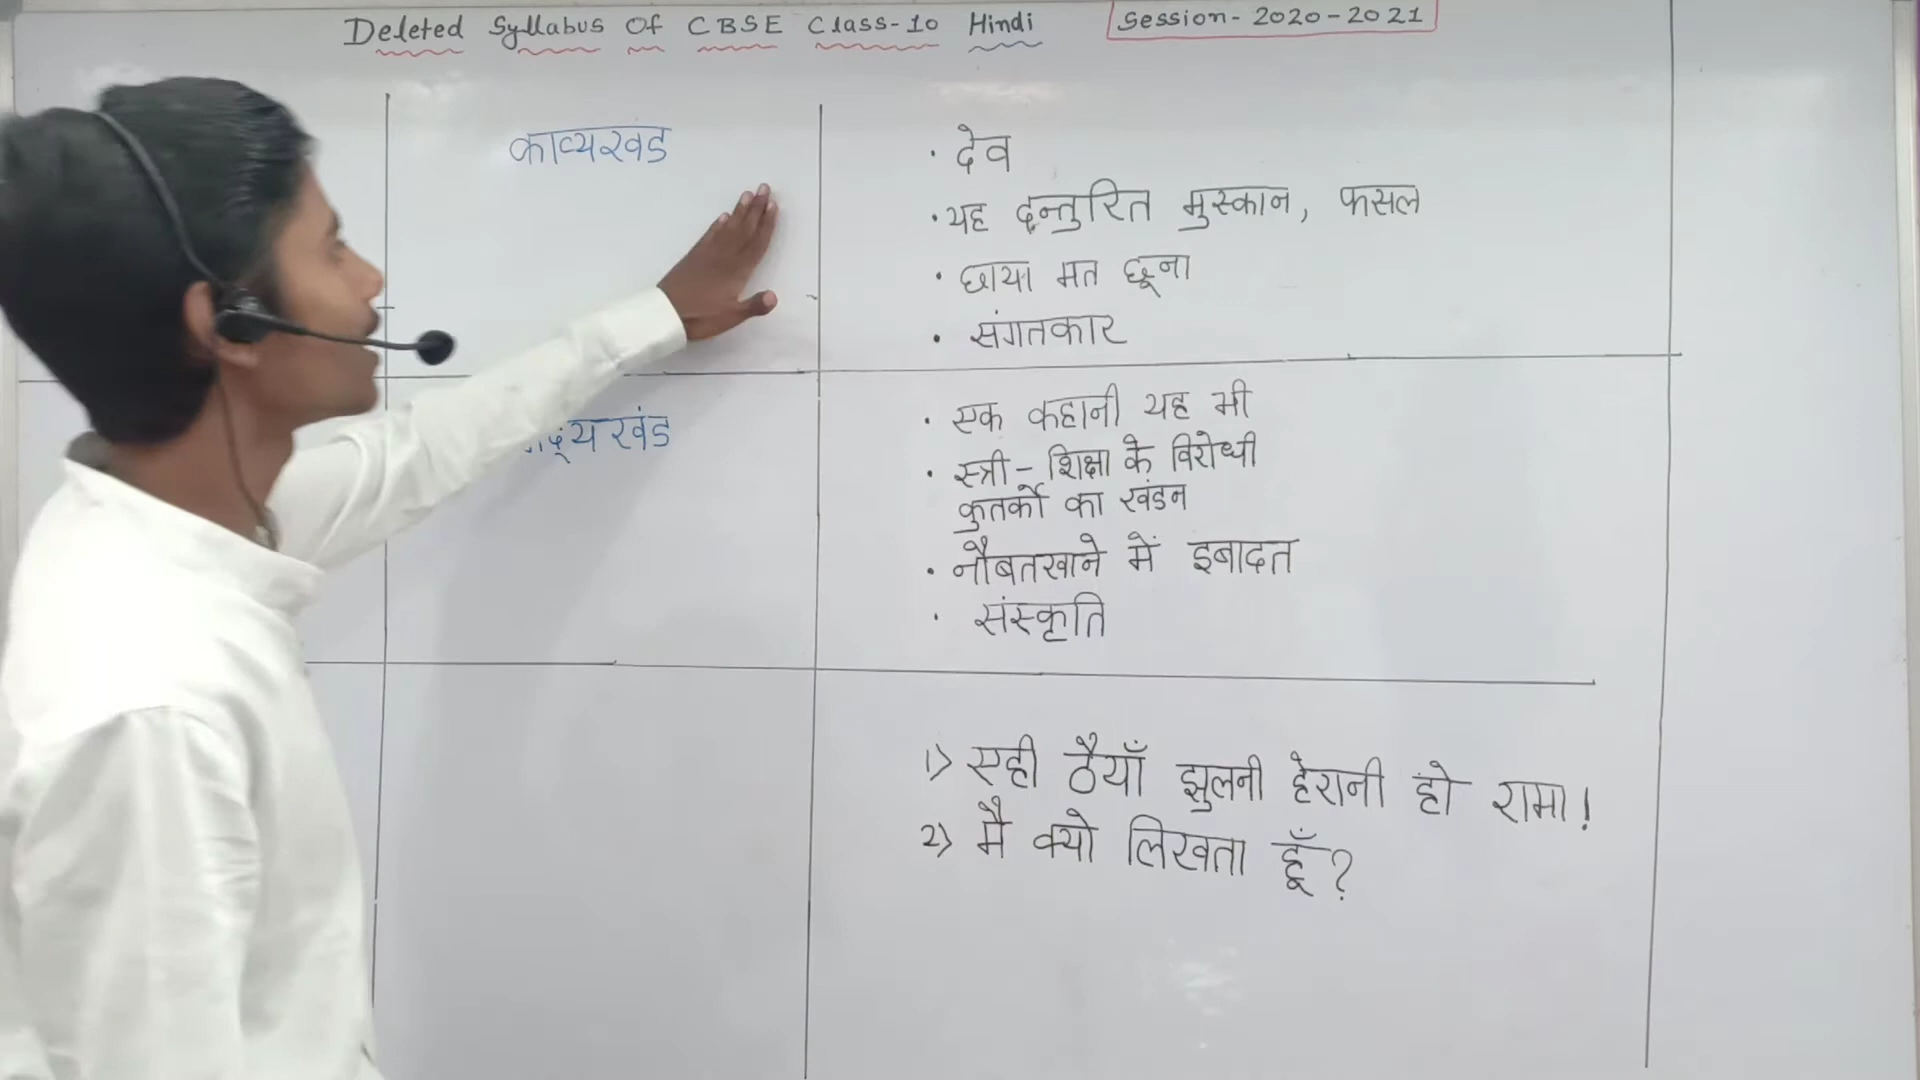 Deleted Syllabus Of CBSE Class-10 Hindi Session- 2020-2021
काव्यखंड
• देव
• यह दन्तुरित मुस्कान, फसल
• छाया मत छूना
• संगतकार
• एक कहानी यह भी
• स्त्री - शिक्षा के विरोधी
कुतर्कों का खंडन
• नौबतखाने में इबादत
• संस्कृति
1) एही ठैयाँ झुलनी हेरानी हो रामा!
2) मै क्यो लिखता हूँ?